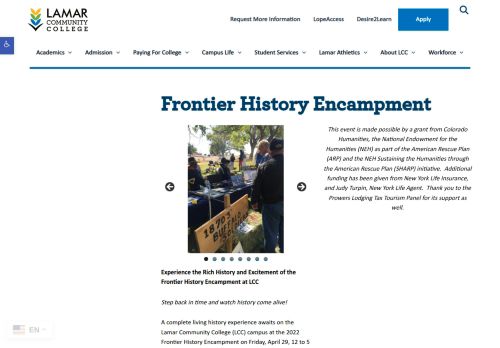 LAMAR
COMMUNITY
COLLEGE
Request More Information
LopeAccess
Desire2Learn
Apply
Academics
Admission
Paying For College
Campus Life
Student Services
Lamar Athletics
About LCC
Workforce
Frontier History Encampment
This event is made possible by a grant from Colorado
Humanities, the National Endowment for the
Humanities (NEH) as part of the American Rescue Plan
(ARP) and the NEH Sustaining the Humanities through
the American Rescue Plan (SHARP) initiative. Additional
funding has been given from New York Life Insurance,
and Judy Turpin, New York Life Agent. Thank you to the
Prowers Lodging Tax Tourism Panel for its support as
well.
Experience the Rich History and Excitement of the
Frontier History Encampment at LCC
Step back in time and watch history come alive!
A complete living history experience awaits on the
Lamar Community College (LCC) campus at the 2022
Frontier History Encampment on Friday, April 29, 12 to 5
EN